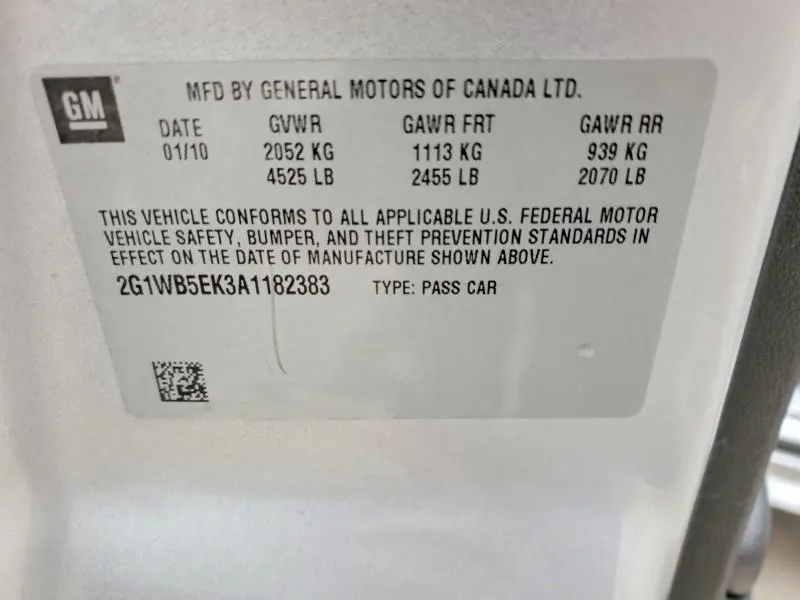 GM
MFD BY GENERAL MOTORS OF CANADA LTD.
DATE GVWR GAWR FRT GAWR RR
01/10 2052 KG 1113 KG 939 KG
4525 LB 2455 LB 2070 LB
THIS VEHICLE CONFORMS TO ALL APPLICABLE U.S. FEDERAL MOTOR
VEHICLE SAFETY, BUMPER, AND THEFT PREVENTION STANDARDS IN
EFFECT ON THE DATE OF MANUFACTURE SHOWN ABOVE.
2G1WB5EK3A1182383 TYPE: PASS CAR